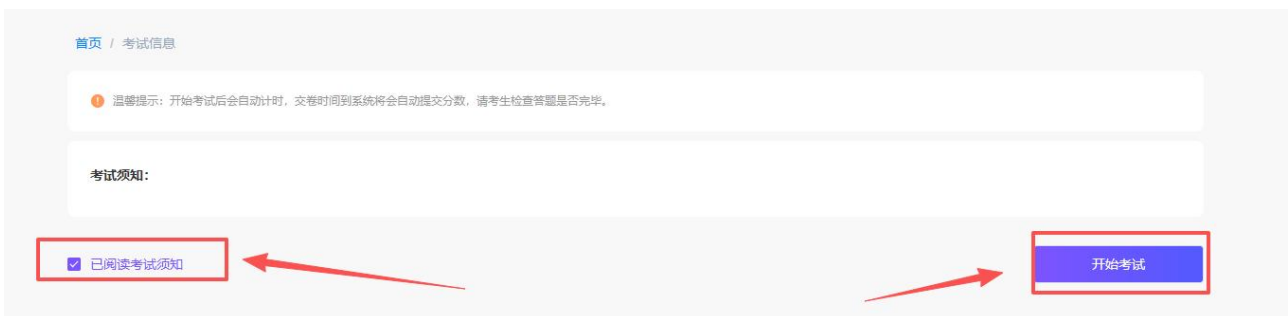 首页 / 考试信息
温馨提示：开始考试后会自动计时，交卷时间到系统将会自动提交分数，请考生检查答题是否完毕。
考试须知：
已阅读考试须知
开始考试